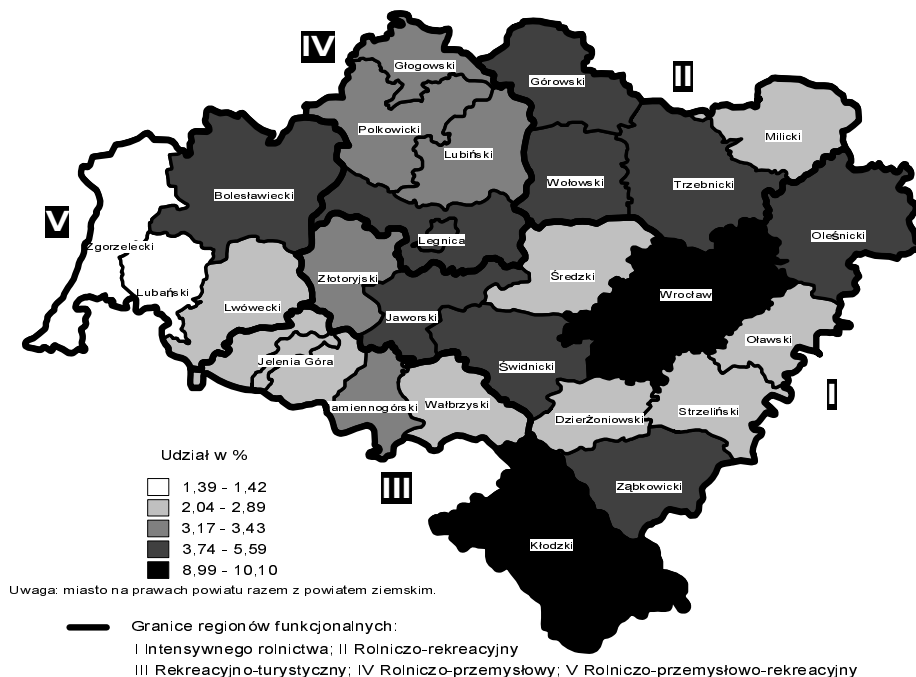 IV
Głogowski
Górowski
II
Polkowicki
Lubiński
Milicki
Bolesławiecki
Wołowski
Trzebnicki
V
Zgorzelecki
Legnica
Oleśnicki
Złotoryjski
Średzki
Lubański
Wrocław
Lwówecki
Jaworski
Oławski
Jelenia Góra
Świdnicki
I
amiennogórski
Wałbrzyski
Dzierżoniowski
Strzeliński
Udział w %
III
Ząbkowicki
1,39 - 1,42
2,04 - 2,89
3,17 - 3,43
3,74 - 5,59
Kłodzki
8,99 - 10,10
Uwaga: miasto na prawach powiatu razem z powiatem ziemskim.
Granice regionów funkcjonalnych:
I Intensywnego rolnictwa; II Rolniczo-rekreacyjny
III Rekreacyjno-turystyczny; IV Rolniczo-przemysłowy; V Rolniczo-przemysłowo-rekreacyjny